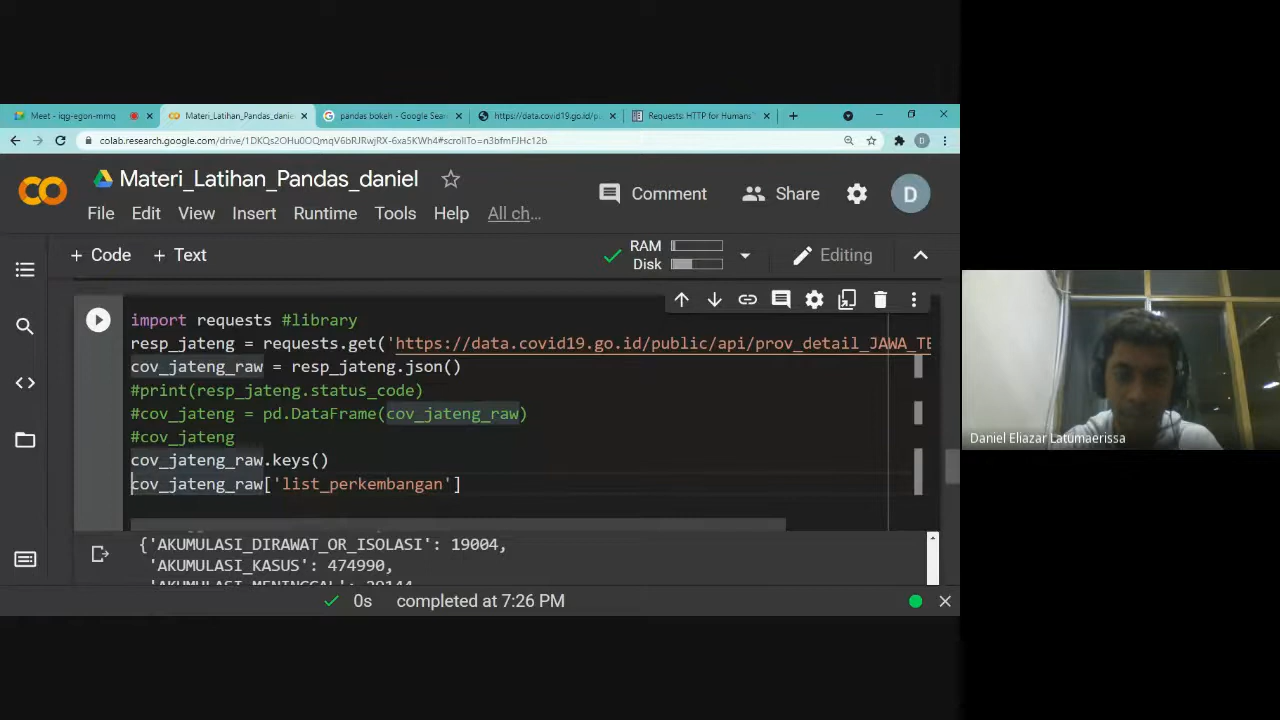 Meet - iqg-egon-mmq
Materi_Latihan_Pandas_danie
pandas bokeh - Google Sear
https://data.covid19.go.id/p
Requests: HTTP for Humans
colab.research.google.com/drive/1DKQs2OHu0OQmqV6bRJRwjRX-6xa5KWh4#scrollTo=n3bfmFJHc12b
D
CO
Materi_Latihan_Pandas_daniel
Comment
Share
D
File Edit View Insert Runtime Tools Help All ch...
+ Code + Text
RAM
Disk
Editing
import requests #library
resp_jateng = requests.get('https://data.covid19.go.id/public/api/prov_detail_JAWA_TE
cov_jateng_raw = resp_jateng.json()
#print(resp_jateng.status_code)
#cov_jateng = pd.DataFrame(cov_jateng_raw)
#cov_jateng
cov_jateng_raw.keys()
cov_jateng_raw['list_perkembangan']
{'AKUMULASI_DIRAWAT_OR_ISOLASI': 19004,
'AKUMULASI_KASUS': 474990,
0s completed at 7:26 PM
Daniel Eliazar Latumaerissa